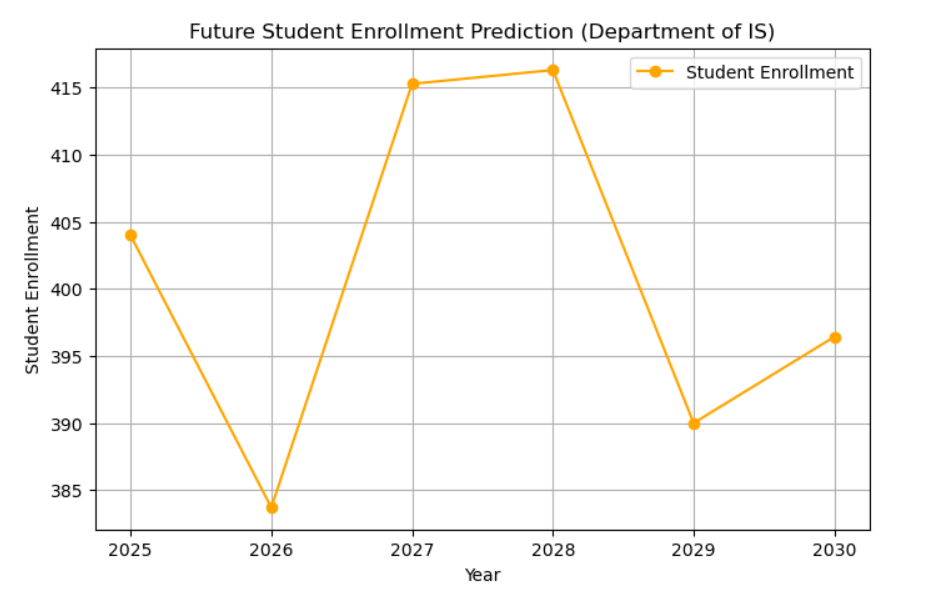 Future Student Enrollment Prediction (Department of IS)
Student Enrollment
415
410
405
400
395
390
385
Student Enrollment
2025 2026 2027 2028 2029 2030
Year